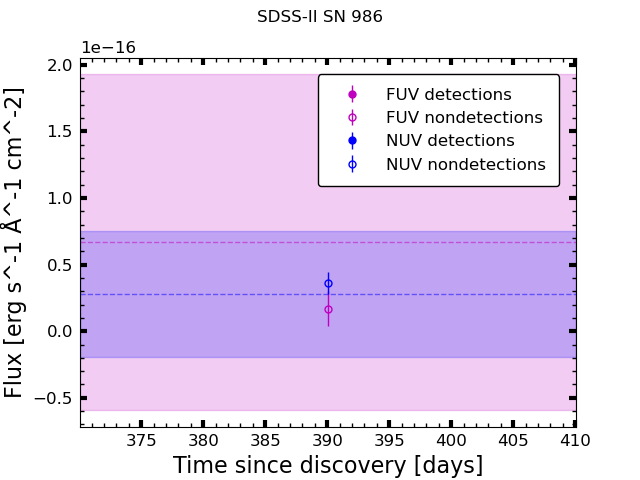 SDSS-II SN 986
1e−16
2.0
1.5
1.0
0.5
0.0
−0.5
Flux [erg s^-1 Å^-1 cm^-2]
FUV detections
FUV nondetections
NUV detections
NUV nondetections
375 380 385 390 395 400 405 410
Time since discovery [days]